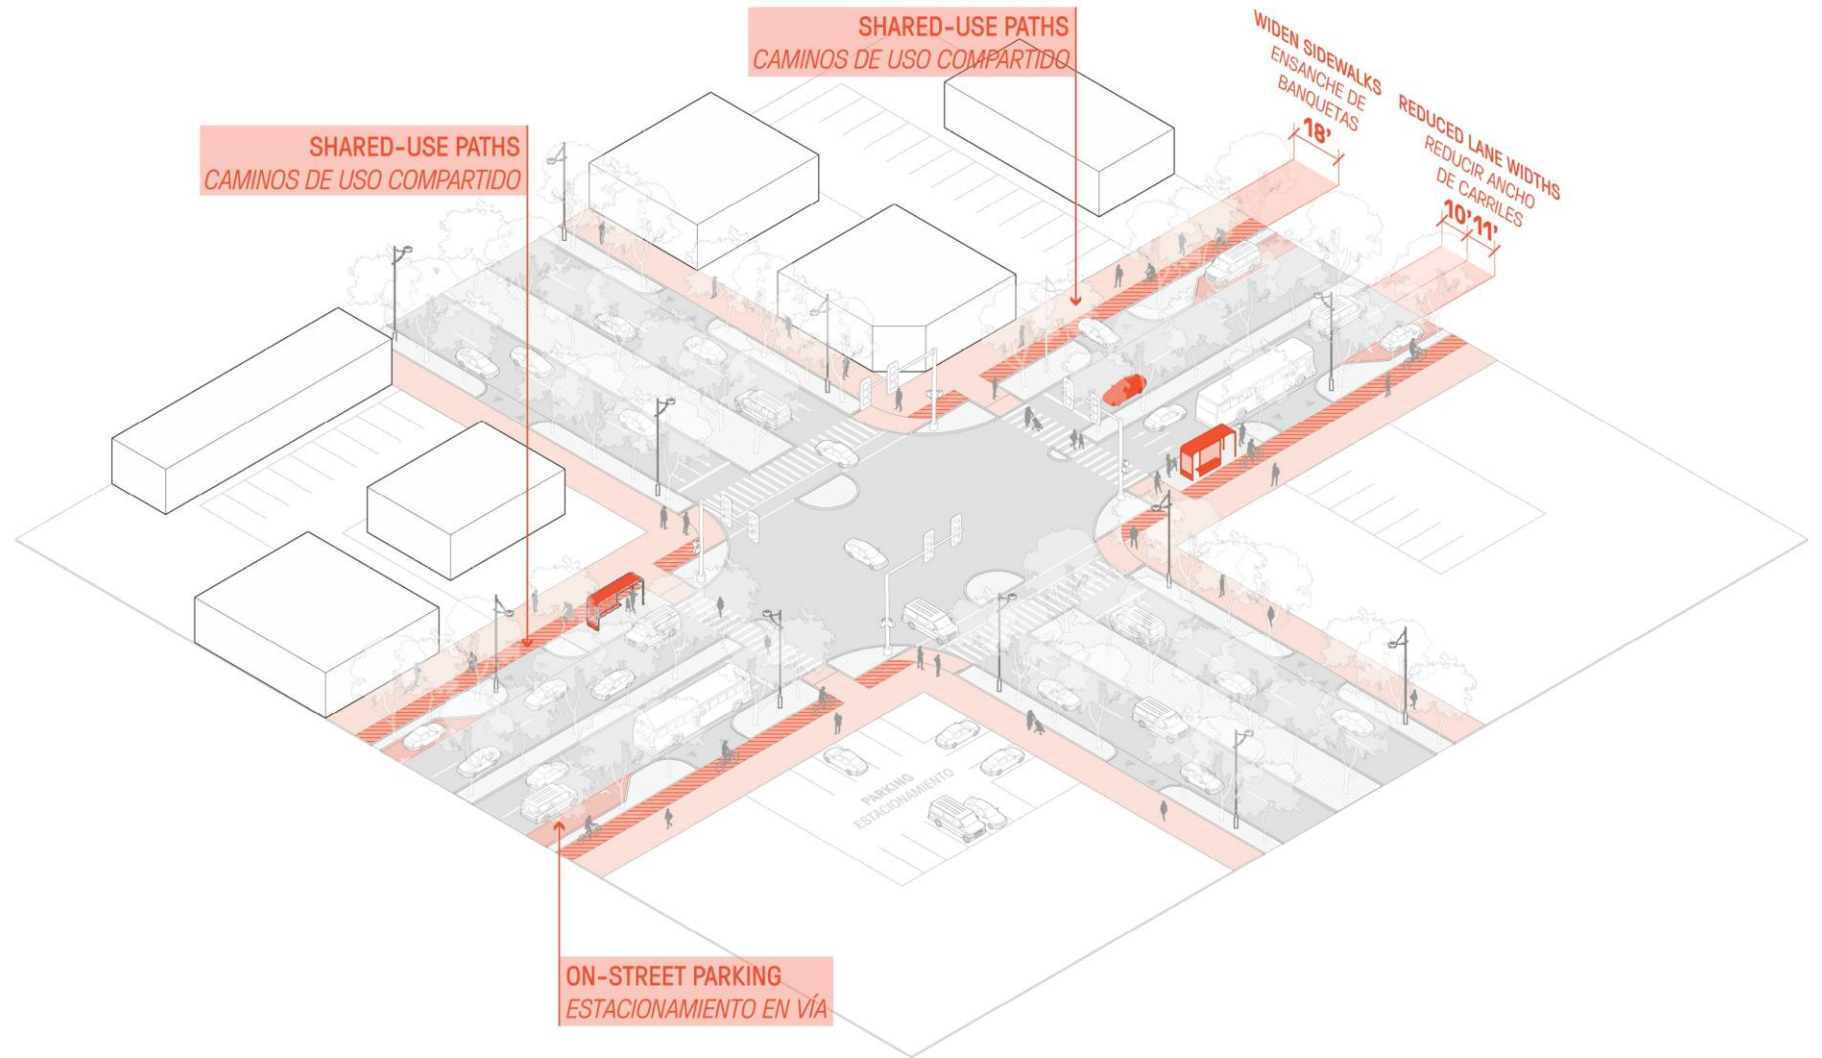 SHARED-USE PATHS
CAMINOS DE USO COMPARTIDO
WIDEN SIDEWALKS
ENSANCHE DE
BANQUETAS
18’
REDUCED LANE WIDTHS
REDUCIR ANCHO
DE CARRILES
10’ 11’
SHARED-USE PATHS
CAMINOS DE USO COMPARTIDO
PARKING
ESTACIONAMIENTO
ON-STREET PARKING
ESTACIONAMIENTO EN VÍA